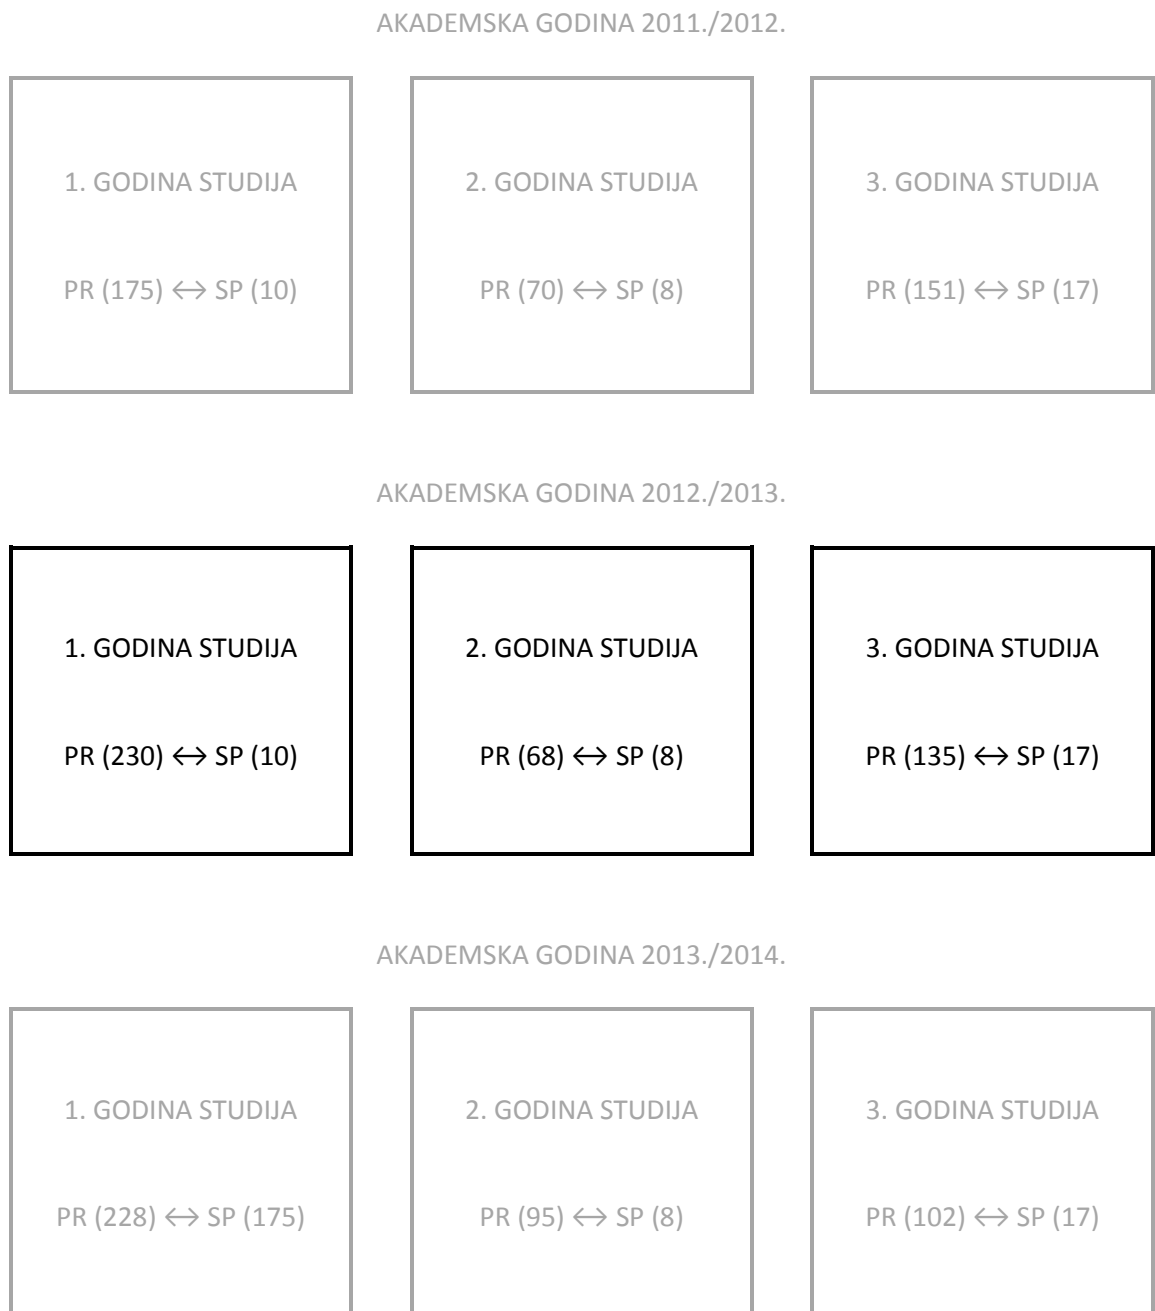 AKADEMSKA GODINA 2011./2012.
1. GODINA STUDIJA
PR (175) ↔ SP (10)
2. GODINA STUDIJA
PR (70) ↔ SP (8)
3. GODINA STUDIJA
PR (151) ↔ SP (17)
AKADEMSKA GODINA 2012./2013.
1. GODINA STUDIJA
PR (230) ↔ SP (10)
2. GODINA STUDIJA
PR (68) ↔ SP (8)
3. GODINA STUDIJA
PR (135) ↔ SP (17)
AKADEMSKA GODINA 2013./2014.
1. GODINA STUDIJA
PR (228) ↔ SP (175)
2. GODINA STUDIJA
PR (95) ↔ SP (8)
3. GODINA STUDIJA
PR (102) ↔ SP (17)